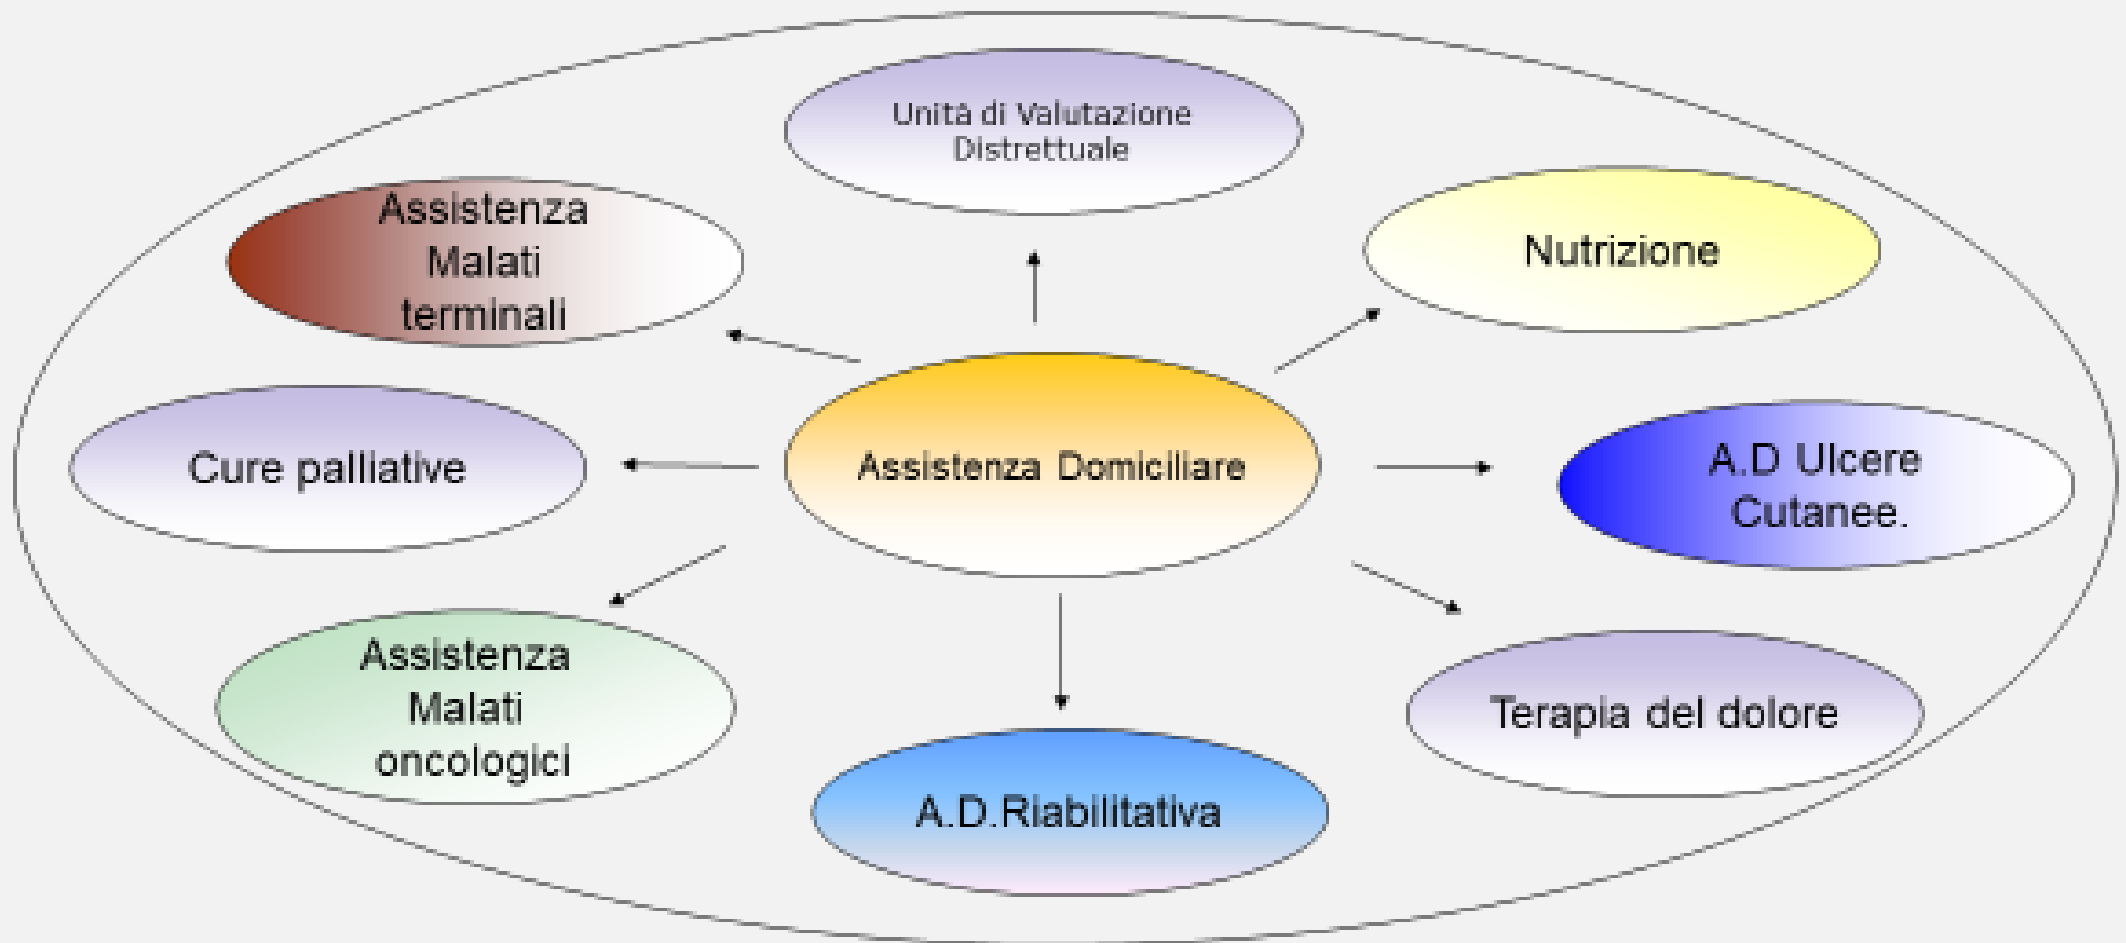 Unità di Valutazione
Distrettuale
Assistenza
Malati
terminali
Nutrizione
Cure palliative
Assistenza Domiciliare
A.D Ulcere
Cutanee.
Assistenza
Malati
oncologici
Terapia del dolore
A.D.Riabilitativa